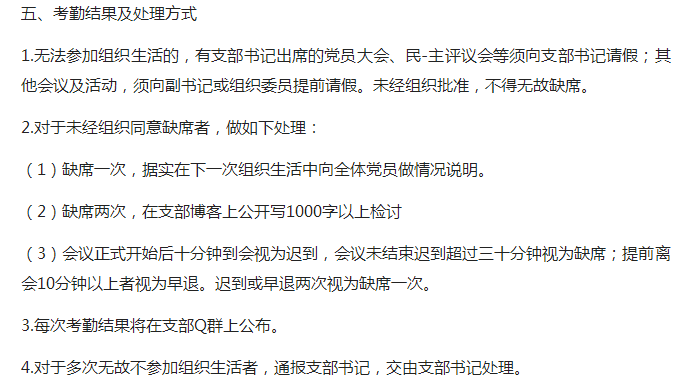 五、考勤结果及处理方式
1.无法参加组织生活的，有支部书记出席的党员大会、民-主评议会等须向支部书记请假；其
他会议及活动，须向副书记或组织委员提前请假。未经组织批准，不得无故缺席。
2.对于未经组织同意缺席者，做如下处理：
（1）缺席一次，据实在下一次组织生活中向全体党员做情况说明。
（2）缺席两次，在支部博客上公开写1000字以上检讨
（3）会议正式开始后十分钟到会视为迟到，会议未结束迟到超过三十分钟视为缺席；提前离
会10分钟以上者视为早退。迟到或早退两次视为缺席一次。
3.每次考勤结果将在支部Q群上公布。
4.对于多次无故不参加组织生活者，通报支部书记，交由支部书记处理。